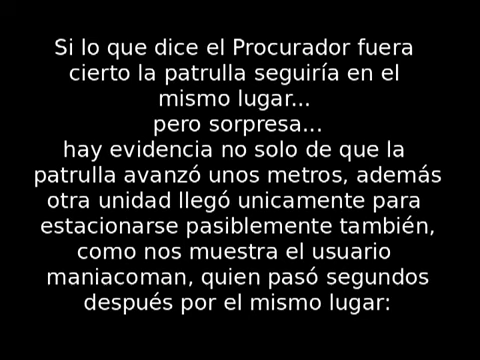 Si lo que dice el Procurador fuera
cierto la patrulla seguiría en el
mismo lugar...
pero sorpresa...
hay evidencia no solo de que la
patrulla avanzó unos metros, además
otra unidad llegó unicamente para
estacionarse pasiblemente también,
como nos muestra el usuario
maniacoman, quien pasó segundos
después por el mismo lugar: